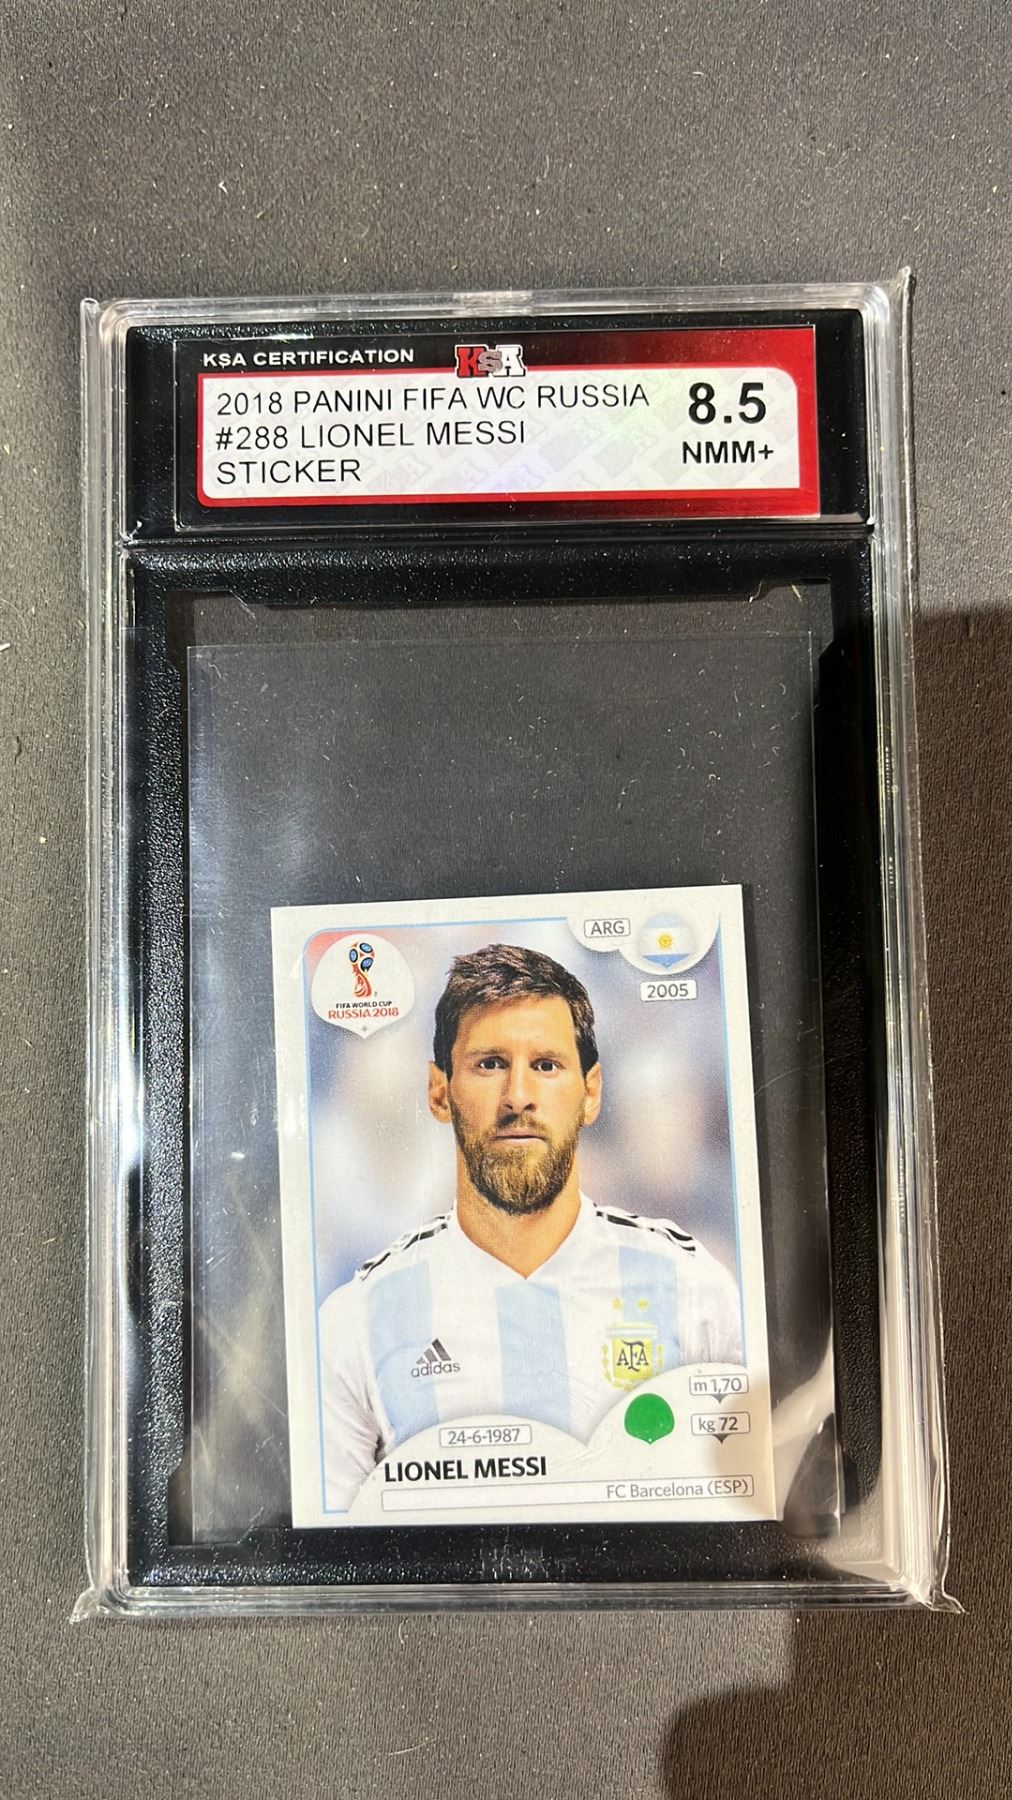 KSA CERTIFICATION
KSA
2018 PANINI FIFA WC RUSSIA
8.5
#288 LIONEL MESSI
NMM+
STICKER
ARG
2005
FIFA WORLD CUP
RUSSIA 2018
adidas
AFA
m 1,70
kg 72
24-6-1987
LIONEL MESSI
FC Barcelona (ESP)